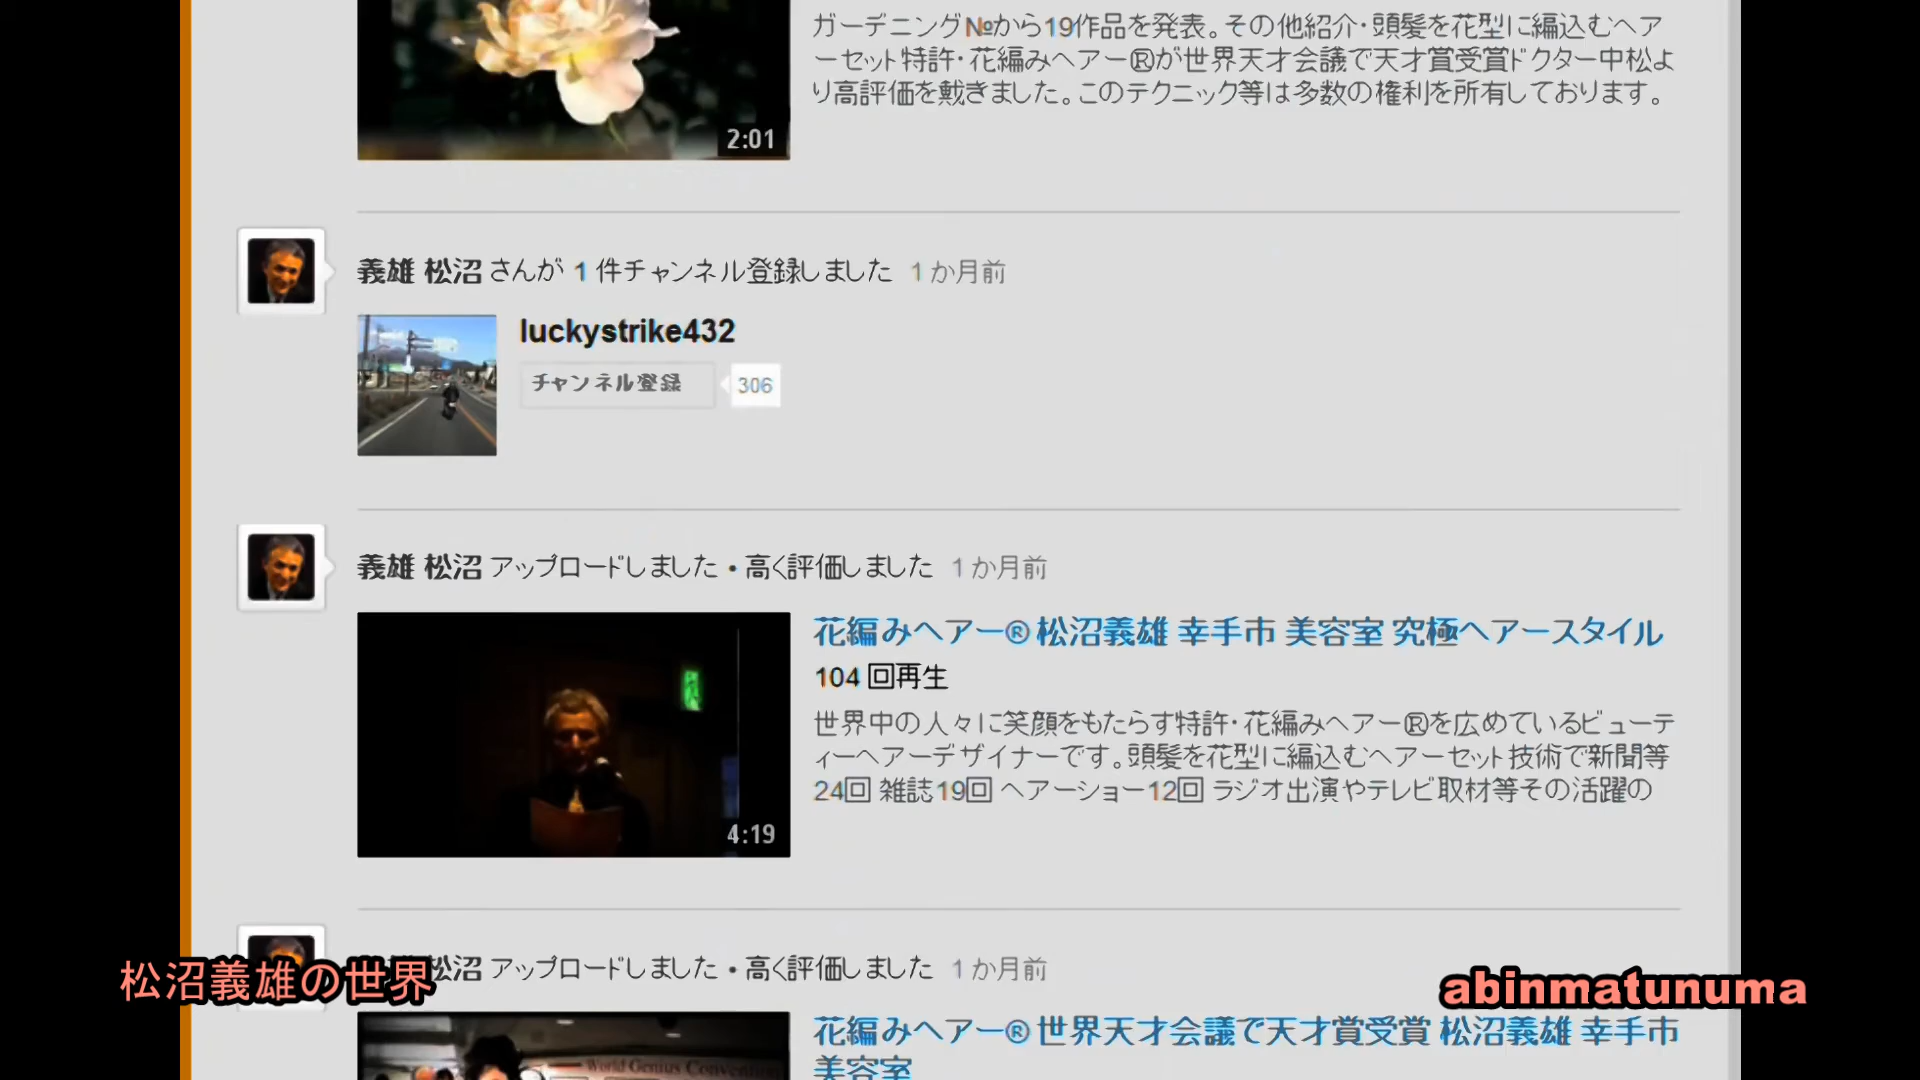 ガーデニング№から19作品を発表。その他紹介・頭髪を花型に編込むヘア
ーセット特許・花編みヘアー®が世界天才会議で天才賞受賞ドクター中松よ
り高評価を戴きました。このテクニック等は多数の権利を所有しております。
2:01
義雄 松沼 さんが 1 件チャンネル登録しました 1 か月前
luckystrike432
チャンネル登録 306
義雄 松沼 アップロードしました • 高く評価しました 1 か月前
花編みヘアー® 松沼義雄 幸手市 美容室 究極ヘアースタイル
104 回再生
世界中の人々に笑顔をもたらす特許・花編みヘアー®を広めているビューテ
ィーヘアーデザイナーです。頭髪を花型に編込むヘアーセット技術で新聞等
24回 雑誌19回 ヘアーショー12回 ラジオ出演やテレビ取材等その活躍の
4:19
松沼 アップロードしました • 高く評価しました 1 か月前
松沼義雄の世界
abinmatunuma
花編みヘアー® 世界天才会議で天才賞受賞 松沼義雄 幸手市
美容室
World Genius Convention